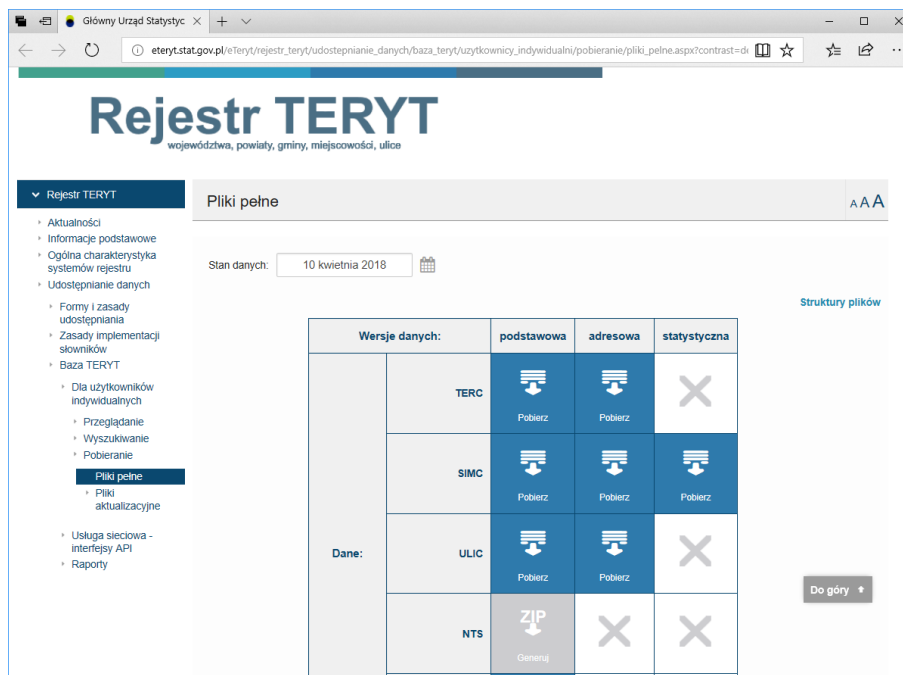 Główny Urząd Statystyc
eteryt.stat.gov.pl/eTeryt/rejestr_teryt/udostepnianie_danych/baza_teryt/uzytkownicy_indywidualni/pobieranie/pliki_pelne.aspx?contrast=de
Rejestr TERYT
województwa, powiaty, gminy, miejscowości, ulice
Rejestr TERYT
Aktualności
Informacje podstawowe
Ogólna charakterystyka
systemów rejestru
Udostępnianie danych
Formy i zasady
udostępniania
Zasady implementacji
słowników
Baza TERYT
Dla użytkowników
indywidualnych
Przeglądanie
Wyszukiwanie
Pobieranie
Pliki pełne
Pliki
aktualizacyjne
Usługa sieciowa -
interfejsy API
Raporty
Pliki pełne
A A A
Stan danych: 10 kwietnia 2018
Struktury plików
Wersje danych: podstawowa adresowa statystyczna
Dane:
TERC
Pobierz Pobierz
SIMC
Pobierz Pobierz Pobierz
ULIC
Pobierz Pobierz
NTS
ZIP
Generuj
Do góry